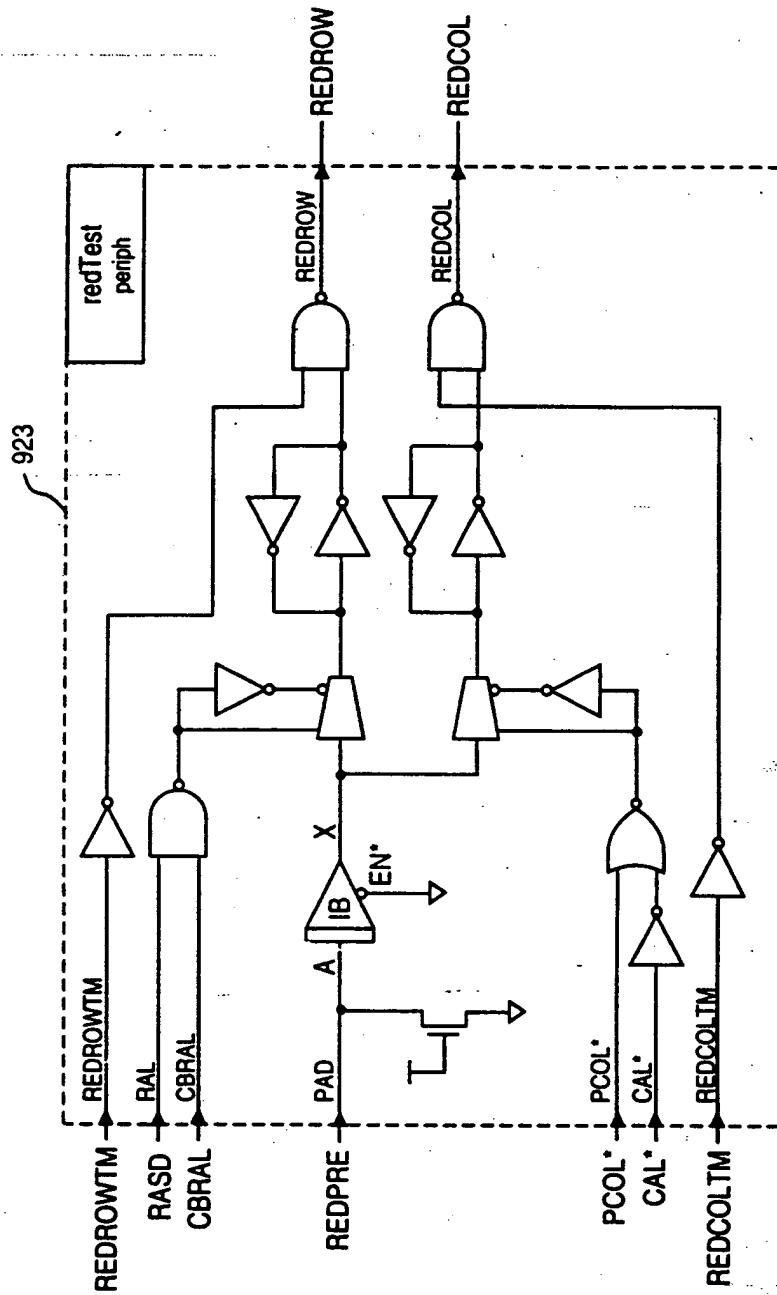 923
redTest
periph
REDROWTM
REDROWTM
RASD
RAL
CBRAL
CBRAL
REDPRE
PAD
A
IB
X
EN*
PCOL*
PCOL*
CAL*
CAL*
REDCOLTM
REDCOLTM
REDROW
REDROW
REDCOL
REDCOL